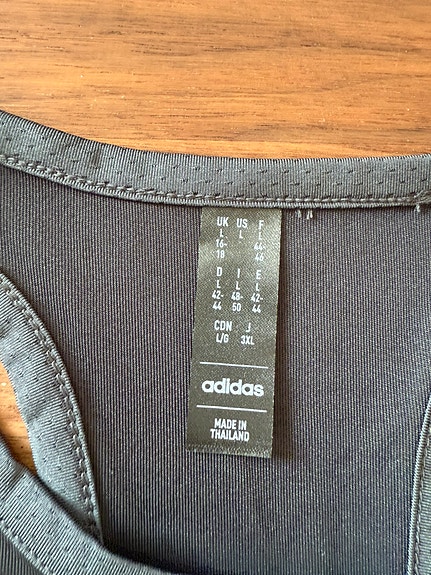 UK US F
L L L
16- 44-
18 46
D I E
L L L
42- 48- 42-
44 50 44
CDN J
L/G 3XL
adidas
MADE IN
THAILAND